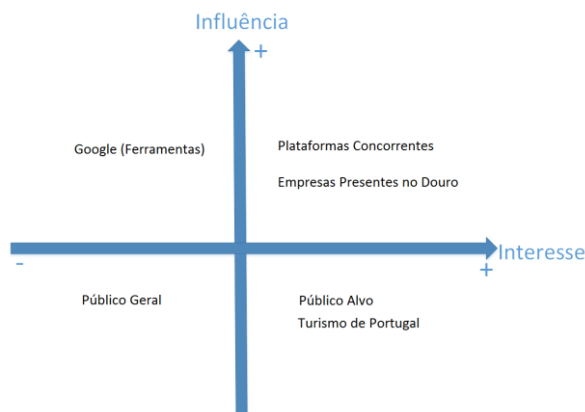 Influência
+
Google (Ferramentas)
Plataformas Concorrentes
Empresas Presentes no Douro
Interesse
-
+
Público Geral
Público Alvo
Turismo de Portugal